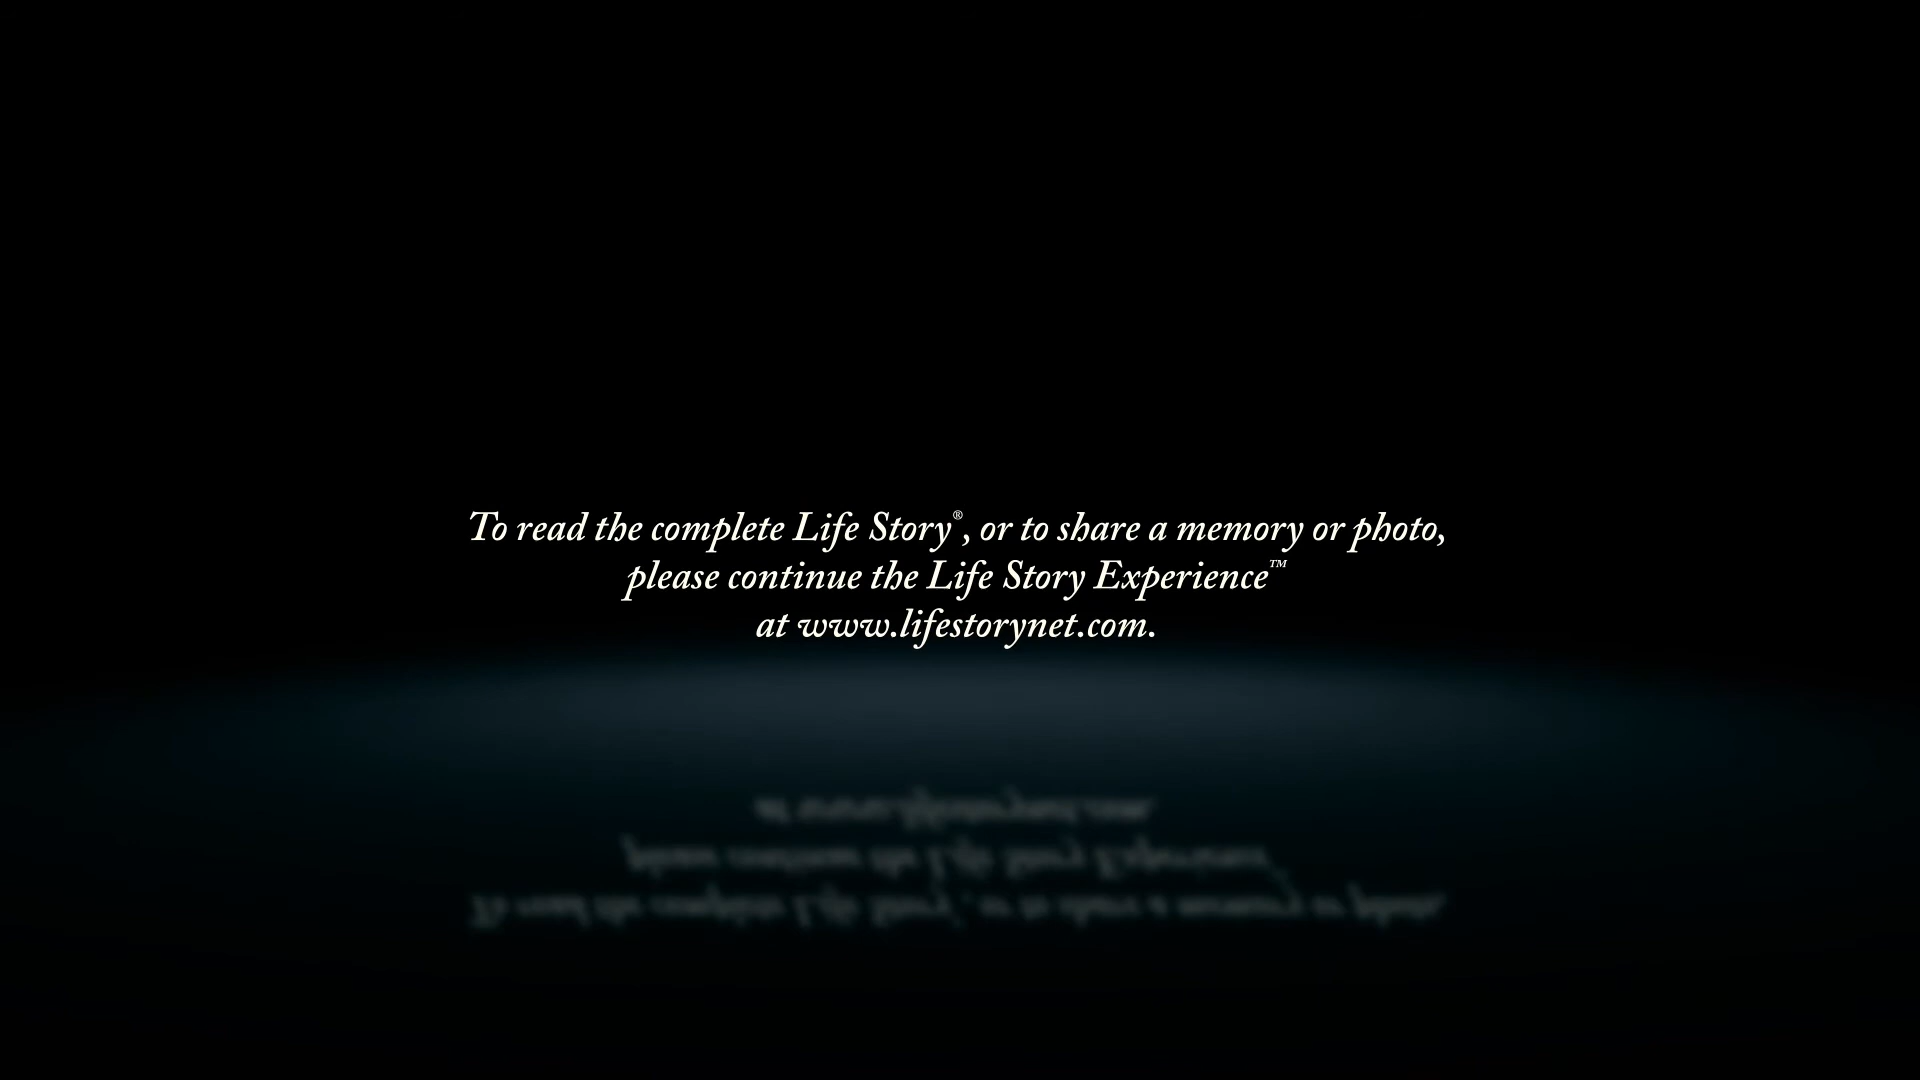 To read the complete Life Story®, or to share a memory or photo,
please continue the Life Story Experience™
at www.lifestorynet.com.